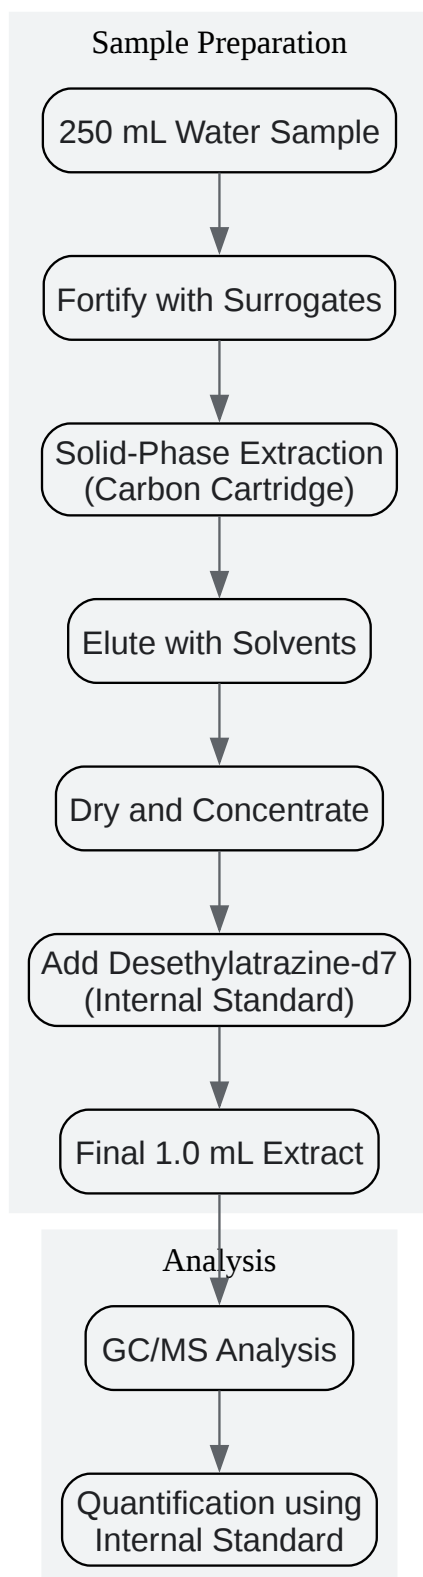 Sample Preparation
250 mL Water Sample
Fortify with Surrogates
Solid-Phase Extraction
(Carbon Cartridge)
Elute with Solvents
Dry and Concentrate
Add Desethylatrazine-d7
(Internal Standard)
Final 1.0 mL Extract
Analysis
GC/MS Analysis
Quantification using
Internal Standard